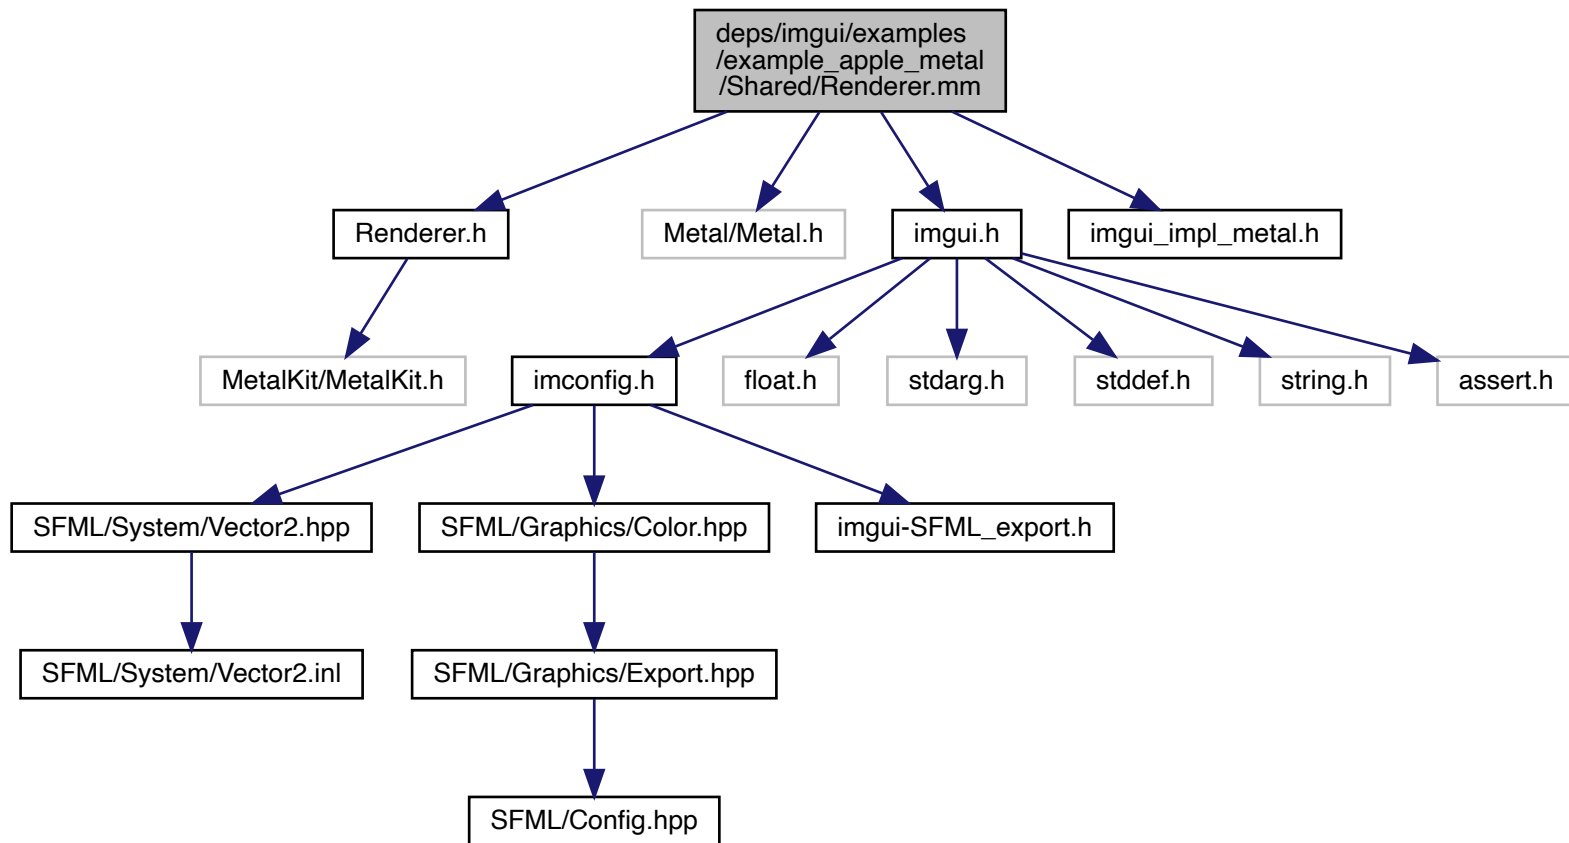 deps/imgui/examples
/example_apple_metal
/Shared/Renderer.mm
Renderer.h
Metal/Metal.h
imgui.h
imgui_impl_metal.h
MetalKit/MetalKit.h
imconfig.h
float.h
stdarg.h
stddef.h
string.h
assert.h
SFML/System/Vector2.hpp
SFML/Graphics/Color.hpp
imgui-SFML_export.h
SFML/System/Vector2.inl
SFML/Graphics/Export.hpp
SFML/Config.hpp